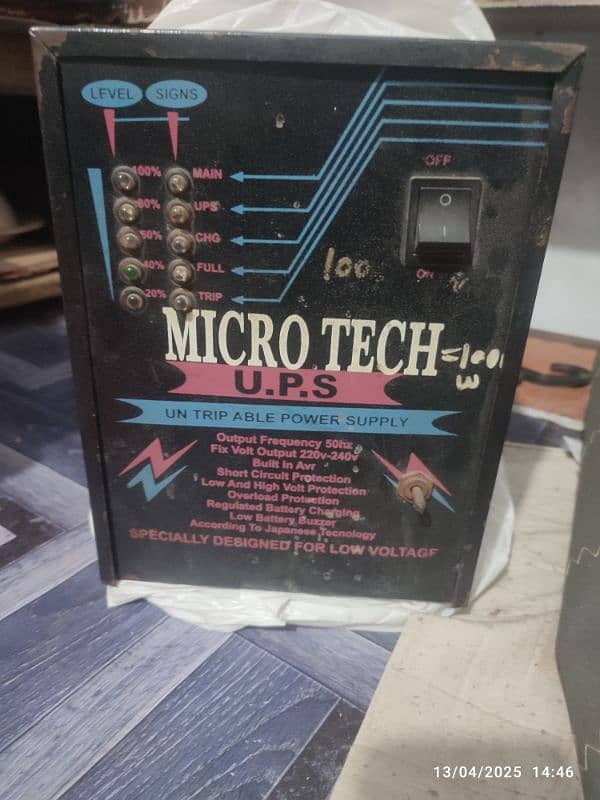 LEVEL SIGNS
100% MAIN
80% UPS
60% CHG
40% FULL
20% TRIP
OFF
ON
100
MICRO TECH
U.P.S
UN TRIP ABLE POWER SUPPLY
Output Frequency 50hz
Fix Volt Output 220v-240v
Built In Avr
Short Circuit Protection
Low And High Volt Protection
Overload Protection
Regulated Battery Charging
Low Battery Buzzer
According To Japanese Tecnology
SPECIALLY DESIGNED FOR LOW VOLTAGE
13/04/2025 14:46